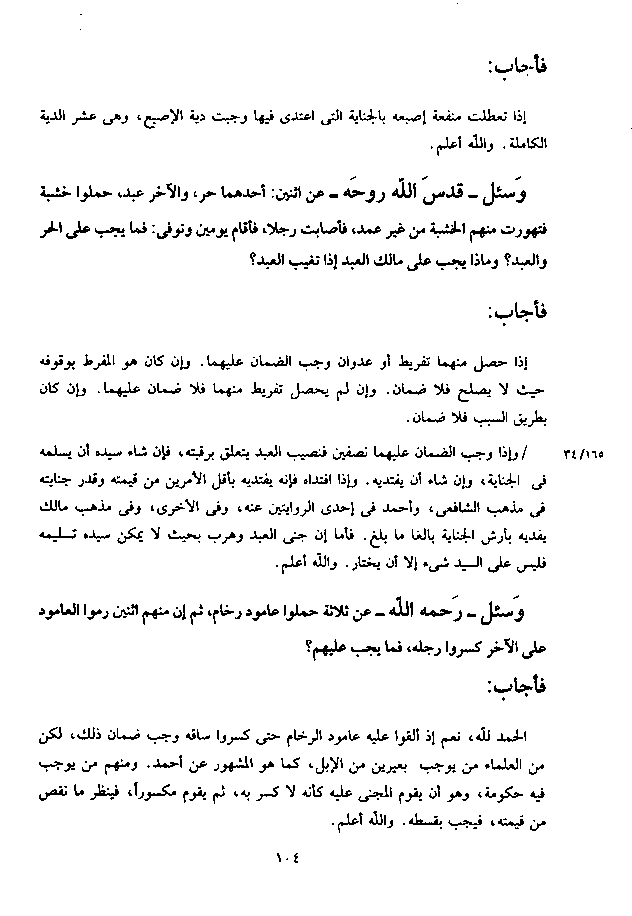 فأجاب:
إذا تعطلت منفعة إصبعه بالجناية التى اعتدى فيها وجبت دية الإصبع، وهى عشر الدية
الكاملة. والله أعلم.
وَسئل ـ قدسَ اللَّه روحَه ـ عن اثنين: أحدهما حر، والآخر عبد، حملوا خشبة
فتهورت منهم الخشبة من غير عمد، فأصابت رجلا، فأقام يومين وتوفى: فما يجب على الحر
والعبد؟ وماذا يجب على مالك العبد إذا تغيب العبد؟
فأجاب:
إذا حصل منهما تفريط أو عدوان وجب الضمان عليهما. وإن كان هو المفرط بوقوفه
حيث لا يصلح فلا ضمان. وإن لم يحصل تفريط منهما فلا ضمان عليهما. وإن كان
بطريق السبب فلا ضمان.
٣٤/١٦٥ / وإذا وجب الضمان عليهما نصفين فنصيب العبد يتعلق برقبته، فإن شاء سيده أن يسلمه
فى الجناية، وإن شاء أن يفتديه. وإذا افتداه فإنه يفتديه بأقل الأمرين من قيمته وقدر جنايته
فى مذهب الشافعى، وأحمد فى إحدى الروايتين عنه، وفى الأخرى، وفى مذهب مالك
يفديه بأرش الجناية بالغا ما بلغ. فأما إن جنى العبد وهرب بحيث لا يمكن سيده تسليمه
فليس على السيد شىء إلا أن يختار. والله أعلم.
وَسئل ـ رَحمه اللَّه ـ عن ثلاثة حملوا عامود رخام، ثم إن منهم اثنين رموا العامود
على الآخر كسروا رجله، فما يجب عليهم؟
فأجاب:
الحمد لله، نعم إذ ألقوا عليه عامود الرخام حتى كسروا ساقه وجب ضمان ذلك، لكن
من العلماء من يوجب بعيرين من الإبل، كما هو المشهور عن أحمد. ومنهم من يوجب
فيه حكومة، وهو أن يقوم المجنى عليه كأنه لا كسر به، ثم يقوم مكسوراً، فينظر ما نقص
من قيمته، فيجب بقسطه. والله أعلم.
١٠٤